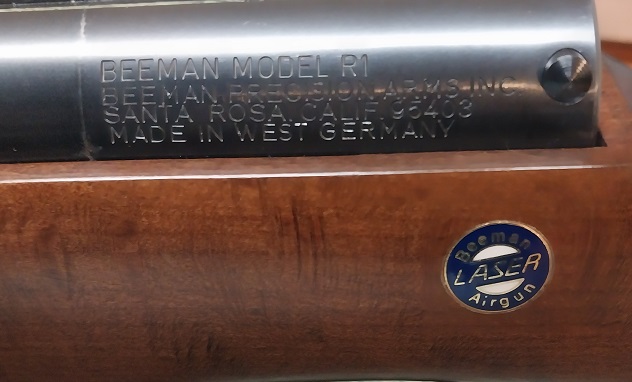 BEEMAN MODEL R1
BEEMAN PRECISION ARMS INC.
SANTA ROSA, CALIF. 95403
MADE IN WEST GERMANY
Beeman
LASER
Airgun